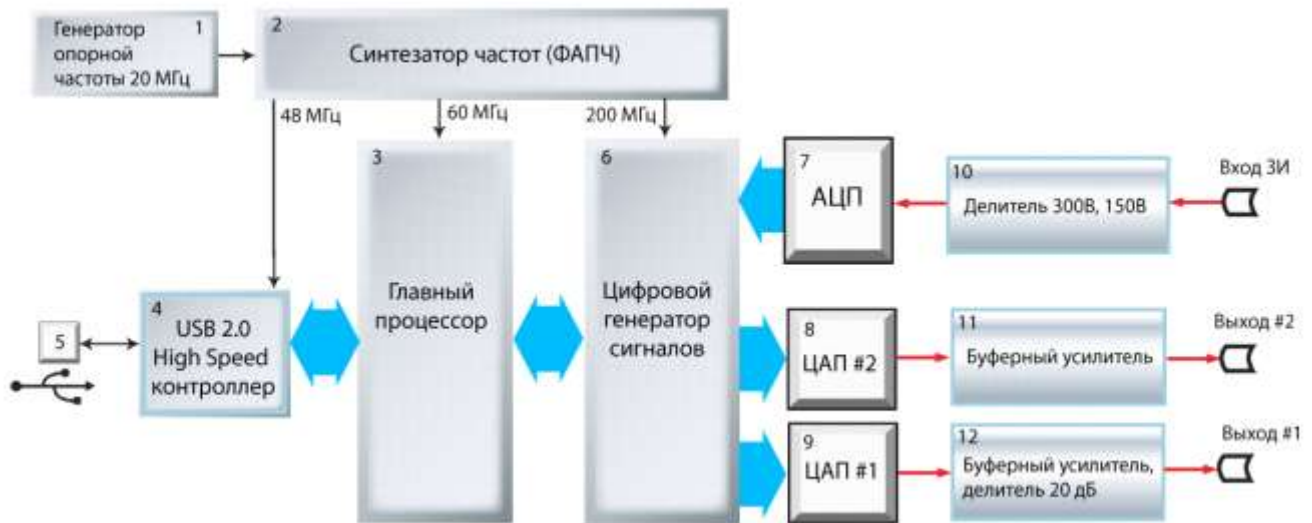 1
Генератор
опорной
частоты 20 МГц
2
Синтезатор частот (ФАПЧ)
48 МГц
60 МГц
200 МГц
3
Главный
процессор
4
USB 2.0
High Speed
контроллер
5
6
Цифровой
генератор
сигналов
7
АЦП
10
Делитель 300В, 150В
Вход ЗИ
8
ЦАП #2
11
Буферный усилитель
Выход #2
9
ЦАП #1
12
Буферный усилитель,
делитель 20 дБ
Выход #1